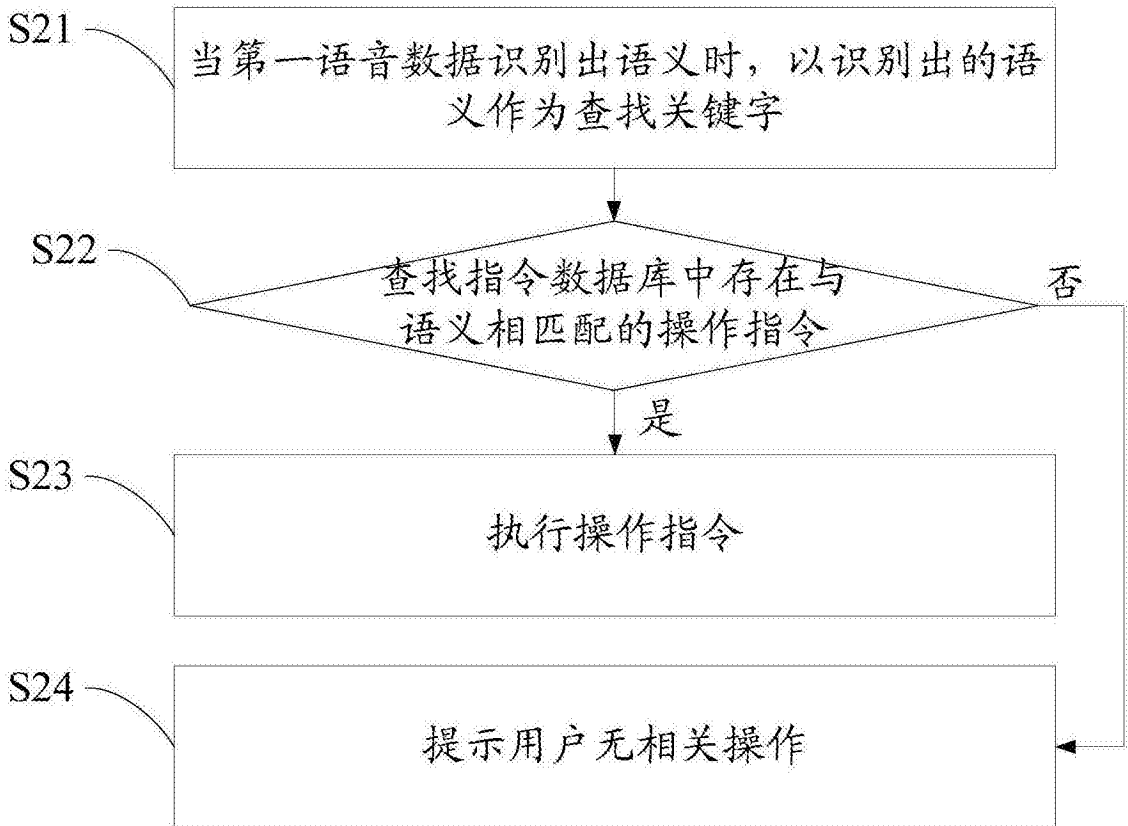 S21
当第一语音数据识别出语义时，以识别出的语
义作为查找关键字
S22
查找指令数据库中存在与
语义相匹配的操作指令
否
是
S23
执行操作指令
S24
提示用户无相关操作